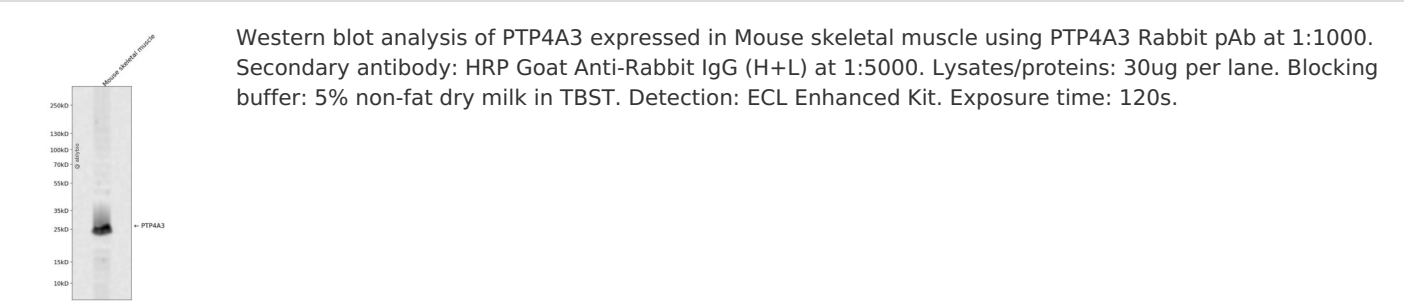 Mouse skeletal muscle
Western blot analysis of PTP4A3 expressed in Mouse skeletal muscle using PTP4A3 Rabbit pAb at 1:1000.
Secondary antibody: HRP Goat Anti-Rabbit IgG (H+L) at 1:5000. Lysates/proteins: 30ug per lane. Blocking
buffer: 5% non-fat dry milk in TBST. Detection: ECL Enhanced Kit. Exposure time: 120s.
250kD
130kD
100kD
70kD
55kD
35kD
25kD
← PTP4A3
15kD
10kD